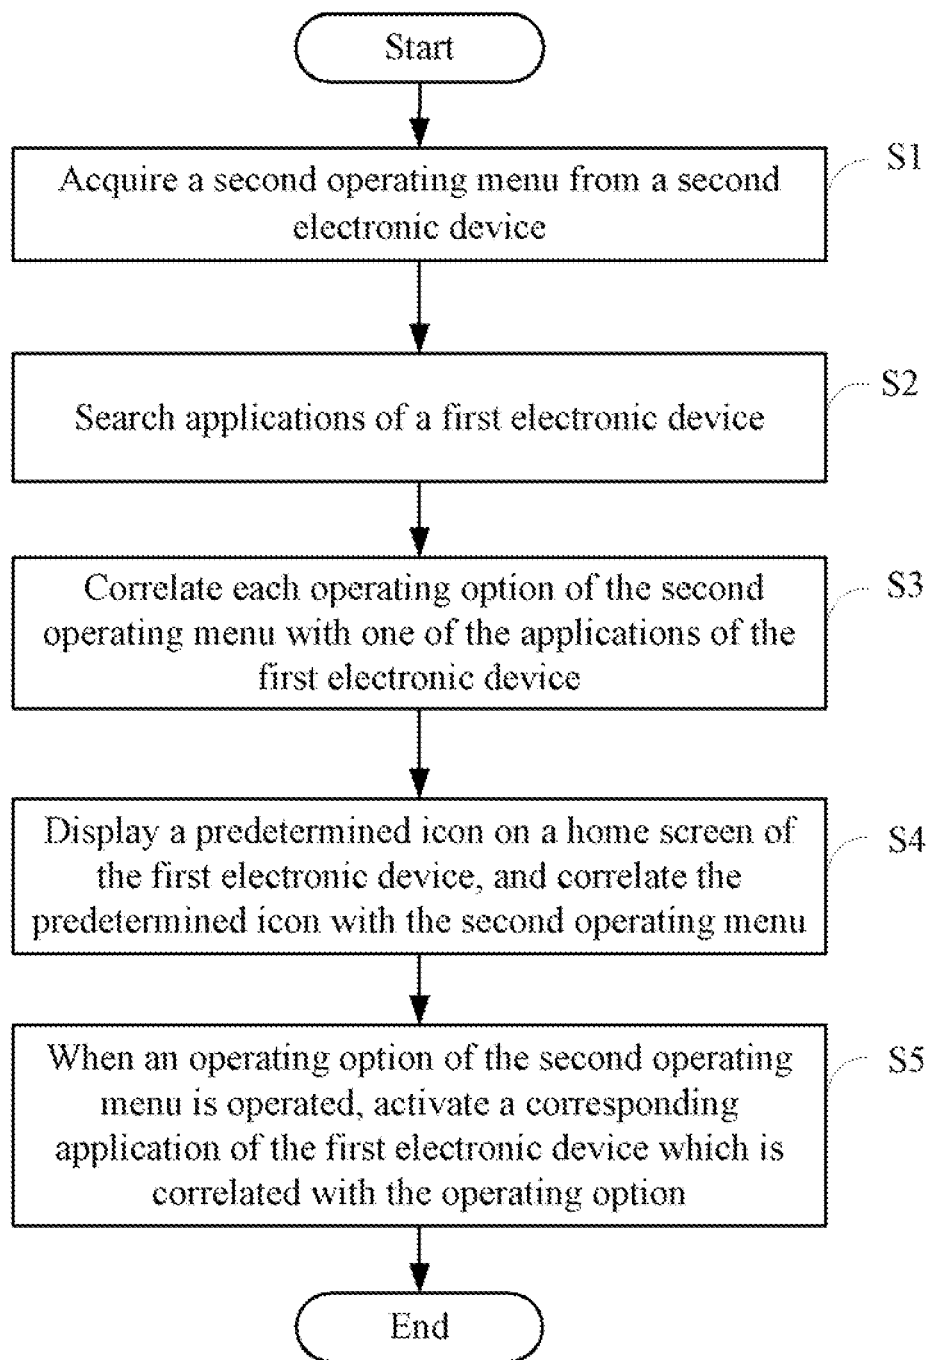 Start
Acquire a second operating menu from a second
electronic device
S1
Search applications of a first electronic device
S2
Correlate each operating option of the second
operating menu with one of the applications of the
first electronic device
S3
Display a predetermined icon on a home screen of
the first electronic device, and correlate the
predetermined icon with the second operating menu
S4
When an operating option of the second operating
menu is operated, activate a corresponding
application of the first electronic device which is
correlated with the operating option
S5
End